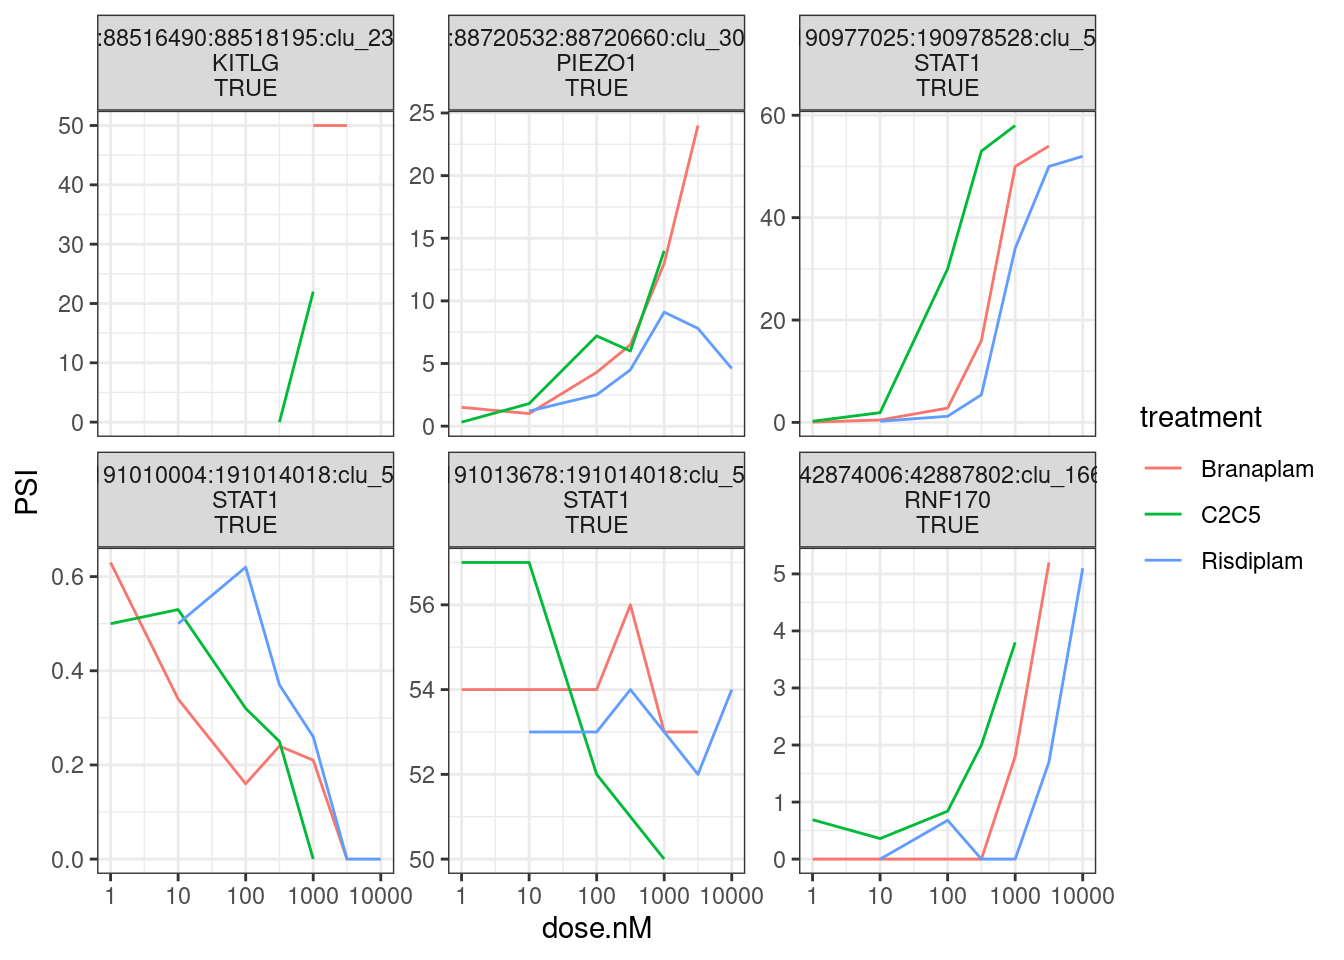 :88516490:88518195:clu_23
KITLG
TRUE
:88720532:88720660:clu_30
PIEZO1
TRUE
90977025:190978528:clu_5
STAT1
TRUE
50
40
30
20
10
0
25
20
15
10
5
0
60
40
20
0
91010004:191014018:clu_5
STAT1
TRUE
91013678:191014018:clu_5
STAT1
TRUE
42874006:42887802:clu_166
RNF170
TRUE
0.6
0.4
0.2
0.0
56
54
52
50
5
4
3
2
1
0
1 10 100 1000 10000
1 10 100 1000 10000
1 10 100 1000 10000
dose.nM
PSI
treatment
Branaplam
C2C5
Risdiplam